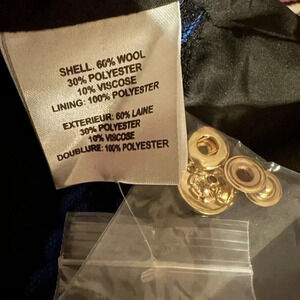 SHELL: 60% WOOL
30% POLYESTER
10% VISCOSE
LINING: 100% POLYESTER
EXTERIEUR: 60% LAINE
30% POLYESTER
10% VISCOSE
DOUBLURE: 100% POLYESTER